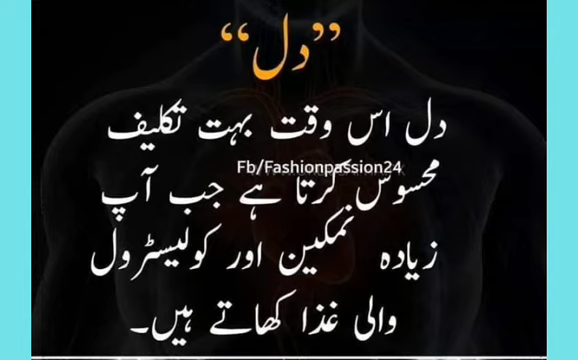 ”دل“
دل اس وقت بہت تکلیف
Fb/Fashionpassion24
محسوس کرتا ہے جب آپ
زیادہ نمکین اور کولیسٹرول
والی غذا کھاتے ہیں۔